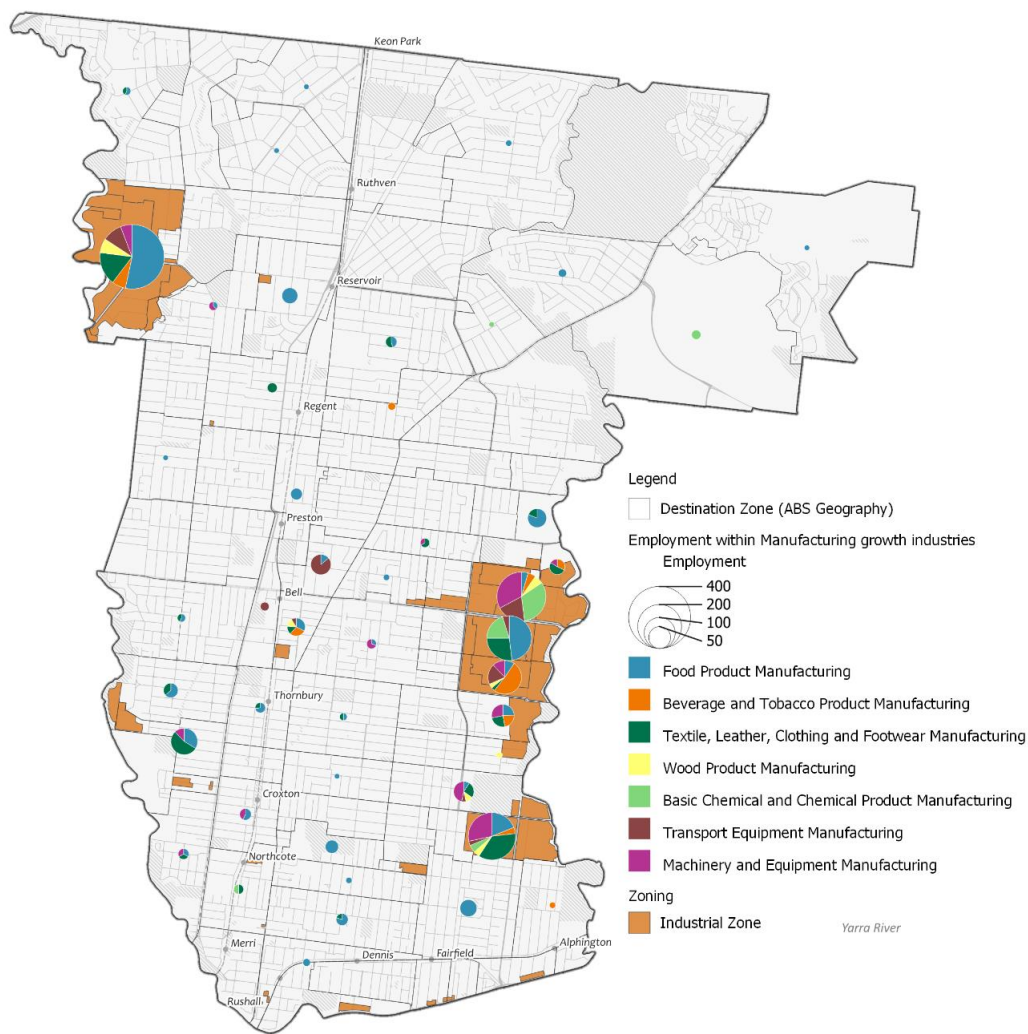 Keon Park
Ruthven
Reservoir
Regent
Preston
Bell
Thornbury
Croxton
Northcote
Merri
Dennis
Fairfield
Alphington
Rushall
Legend
Destination Zone (ABS Geography)
Employment within Manufacturing growth industries
Employment
400
200
100
50
Food Product Manufacturing
Beverage and Tobacco Product Manufacturing
Textile, Leather, Clothing and Footwear Manufacturing
Wood Product Manufacturing
Basic Chemical and Chemical Product Manufacturing
Transport Equipment Manufacturing
Machinery and Equipment Manufacturing
Zoning
Industrial Zone
Yarra River